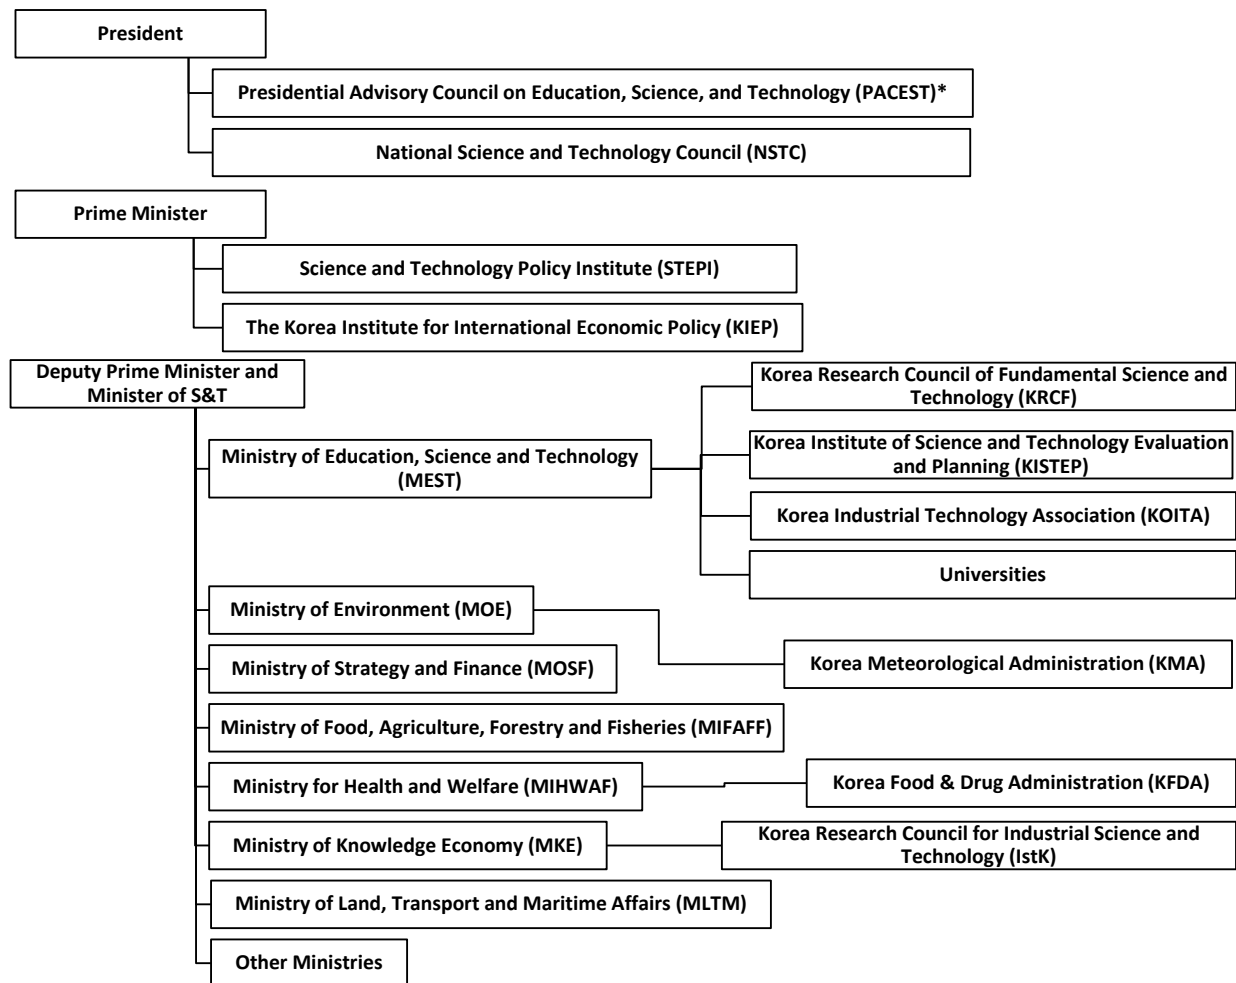 President
Presidential Advisory Council on Education, Science, and Technology (PACEST)*
National Science and Technology Council (NSTC)
Prime Minister
Science and Technology Policy Institute (STEPI)
The Korea Institute for International Economic Policy (KIEP)
Deputy Prime Minister and
Minister of S&T
Korea Research Council of Fundamental Science and
Technology (KRCF)
Ministry of Education, Science and Technology
(MEST)
Korea Institute of Science and Technology Evaluation
and Planning (KISTEP)
Korea Industrial Technology Association (KOITA)
Universities
Ministry of Environment (MOE)
Korea Meteorological Administration (KMA)
Ministry of Strategy and Finance (MOSF)
Ministry of Food, Agriculture, Forestry and Fisheries (MIFAFF)
Ministry for Health and Welfare (MIHWAF)
Korea Food & Drug Administration (KFDA)
Ministry of Knowledge Economy (MKE)
Korea Research Council for Industrial Science and
Technology (IstK)
Ministry of Land, Transport and Maritime Affairs (MLTM)
Other Ministries